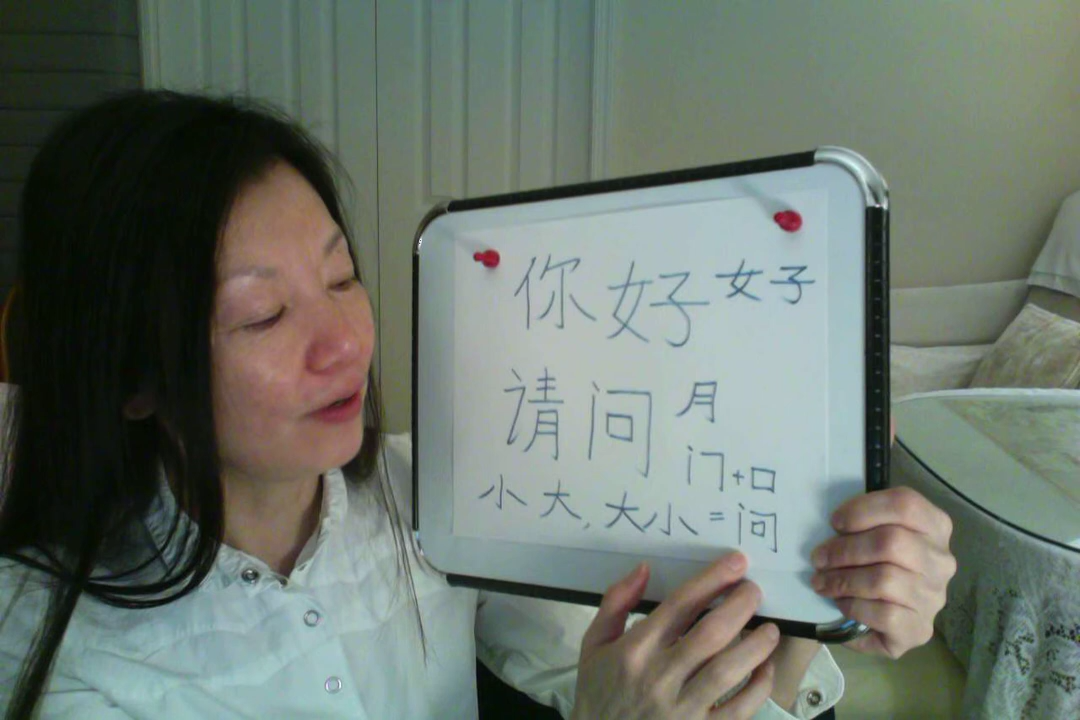 你好 女子
请问 月
门+口
小大,大小 =问